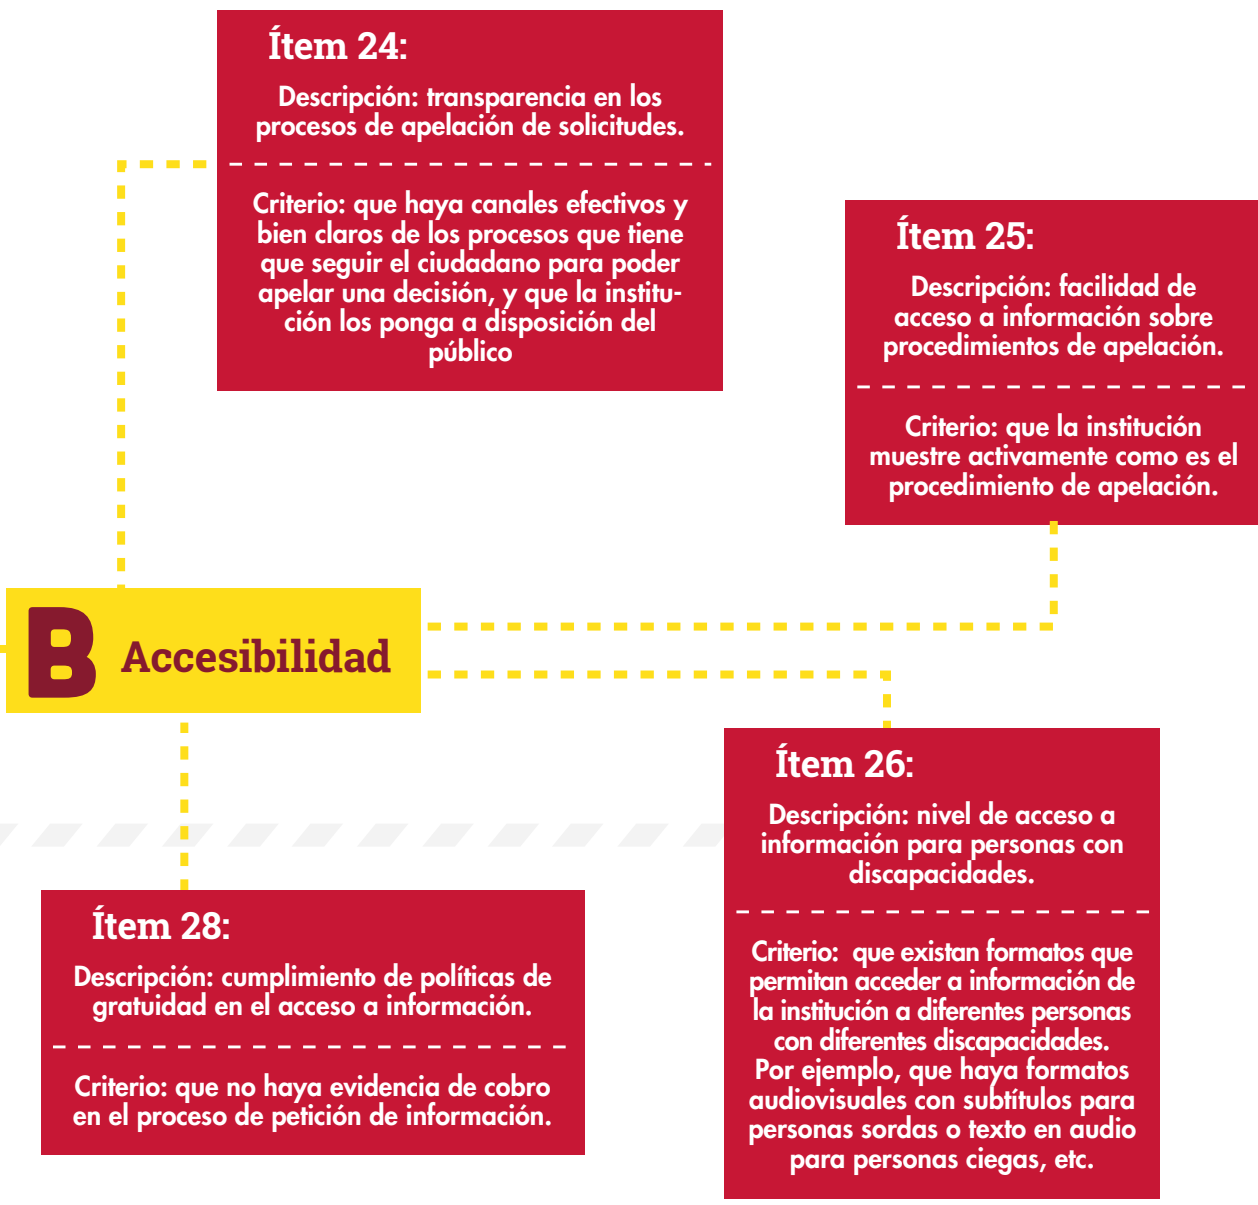 Ítem 24:
Descripción: transparencia en los
procesos de apelación de solicitudes.
Criterio: que haya canales efectivos y
bien claros de los procesos que tiene
que seguir el ciudadano para poder
apelar una decisión, y que la institu-
ción los ponga a disposición del
público
Ítem 25:
Descripción: facilidad de
acceso a información sobre
procedimientos de apelación.
Criterio: que la institución
muestre activamente como es el
procedimiento de apelación.
B Accesibilidad
Ítem 26:
Descripción: nivel de acceso a
información para personas con
discapacidades.
Criterio: que existan formatos que
permitan acceder a información de
la institución a diferentes personas
con diferentes discapacidades.
Por ejemplo, que haya formatos
audiovisuales con subtítulos para
personas sordas o texto en audio
para personas ciegas, etc.
Ítem 28:
Descripción: cumplimiento de políticas de
gratuidad en el acceso a información.
Criterio: que no haya evidencia de cobro
en el proceso de petición de información.